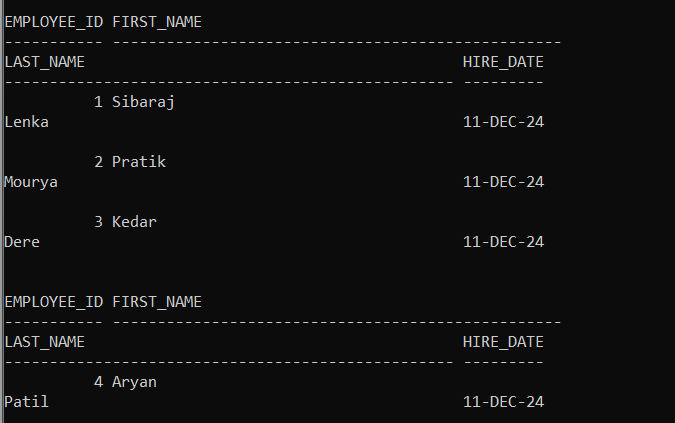 EMPLOYEE_ID FIRST_NAME
----------- --------------------------------------------------
LAST_NAME                                          HIRE_DATE
-------------------------------------------------- ---------
          1 Sibaraj
Lenka                                              11-DEC-24
          2 Pratik
Mourya                                             11-DEC-24
          3 Kedar
Dere                                               11-DEC-24
EMPLOYEE_ID FIRST_NAME
----------- --------------------------------------------------
LAST_NAME                                          HIRE_DATE
-------------------------------------------------- ---------
          4 Aryan
Patil                                              11-DEC-24